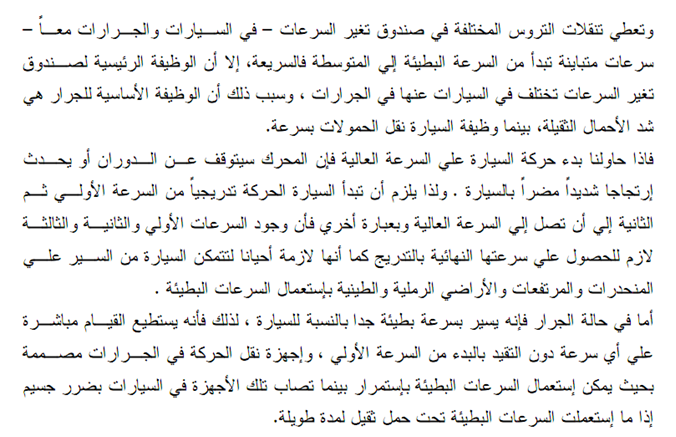 وتعطي تنقلات التروس المختلفة في صندوق تغير السرعات – في السيارات والجرارات معاً –
سرعات متباينة تبدأ من السرعة البطيئة إلي المتوسطة فالسريعة، إلا أن الوظيفة الرئيسية لصندوق
تغير السرعات تختلف في السيارات عنها في الجرارات ، وسبب ذلك أن الوظيفة الأساسية للجرار هي
شد الأحمال الثقيلة، بينما وظيفة السيارة نقل الحمولات بسرعة.
فاذا حاولنا بدء حركة السيارة علي السرعة العالية فإن المحرك سيتوقف عن الدوران أو يحدث
إرتجاجا شديداً مضراً بالسيارة . ولذا يلزم أن تبدأ السيارة الحركة تدريجياً من السرعة الأولي ثم
الثانية إلي أن تصل إلي السرعة العالية وبعبارة أخري فأن وجود السرعات الأولي والثانية والثالثة
لازم للحصول علي سرعتها النهائية بالتدريج كما أنها لازمة أحيانا لتتمكن السيارة من السير علي
المنحدرات والمرتفعات والأراضي الرملية والطينية بإستعمال السرعات البطيئة .
أما في حالة الجرار فإنه يسير بسرعة بطيئة جدا بالنسبة للسيارة ، لذلك فأنه يستطيع القيام مباشرة
علي أي سرعة دون التقيد بالبدء من السرعة الأولي ، وإجهزة نقل الحركة في الجرارات مصممة
بحيث يمكن إستعمال السرعات البطيئة بإستمرار بينما تصاب تلك الأجهزة في السيارات بضرر جسيم
إذا ما إستعملت السرعات البطيئة تحت حمل ثقيل لمدة طويلة.